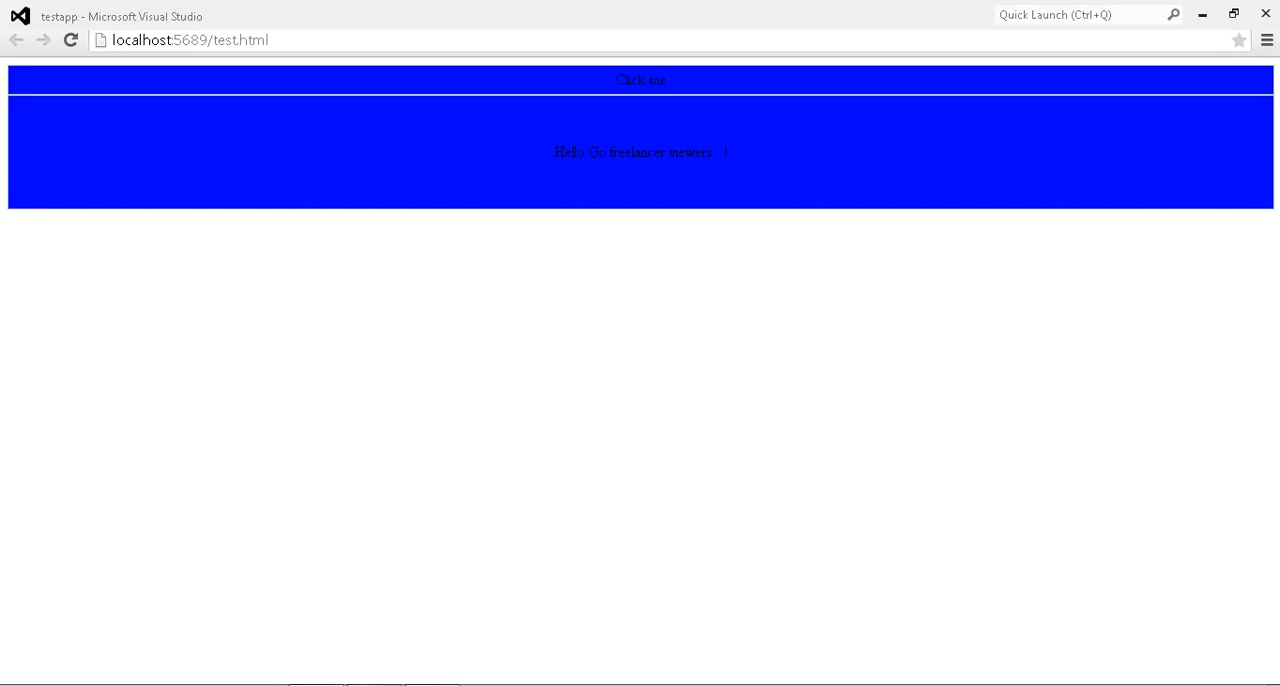 testapp - Microsoft Visual Studio
Quick Launch (Ctrl+Q)
localhost:5689/test.html
Click me
Hello Go freelancer viewers...!